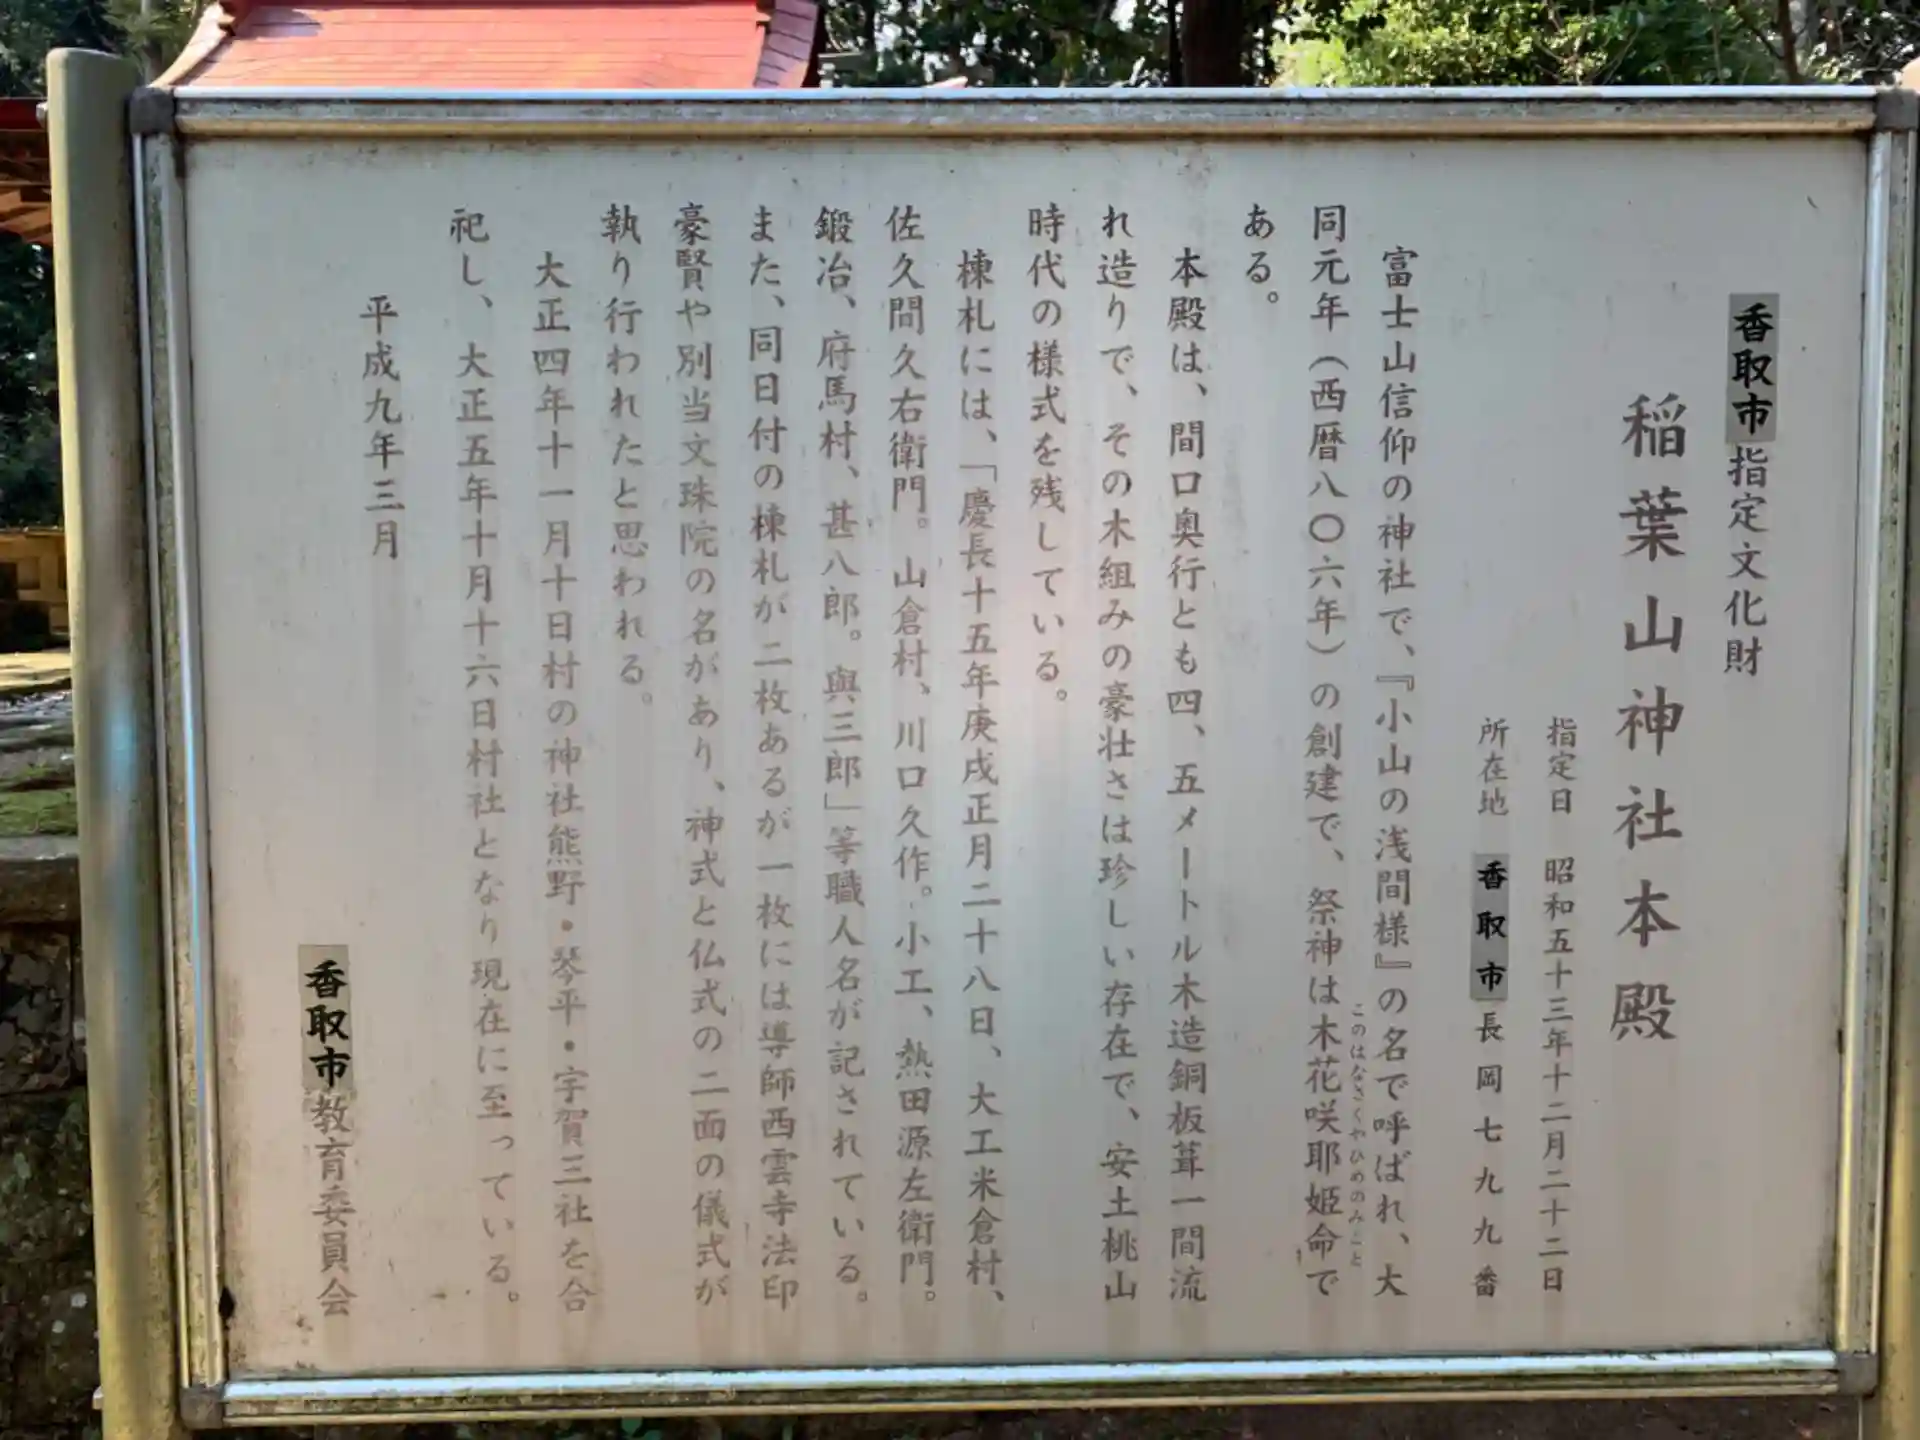 香取市指定文化財
稲葉山神社本殿
指定日　昭和五十三年十二月二十二日
所在地　香取市長岡七九九番
富士山信仰の神社で、『小山の浅間様』の名で呼ばれ、大
同元年（西暦八〇六年）の創建で、祭神は木花咲耶姫命で
このはなさくやひめのみこと
ある。
本殿は、間口奥行とも四、五メートル木造銅板葺一間流
れ造りで、その木組みの豪壮さは珍しい存在で、安土桃山
時代の様式を残している。
棟札には、「慶長十五年庚戌正月二十八日、大工米倉村、
佐久間久右衛門。山倉村、川口久作。小工、熱田源左衛門。
鍛冶、府馬村、甚八郎。與三郎」等職人名が記されている。
また、同日付の棟札が二枚あるが一枚には導師西雲寺法印
豪賢や別当文珠院の名があり、神式と仏式の二面の儀式が
執り行われたと思われる。
大正四年十一月十日村の神社熊野・琴平・宇賀三社を合
祀し、大正五年十月十六日村社となり現在に至っている。
平成九年三月
香取市教育委員会